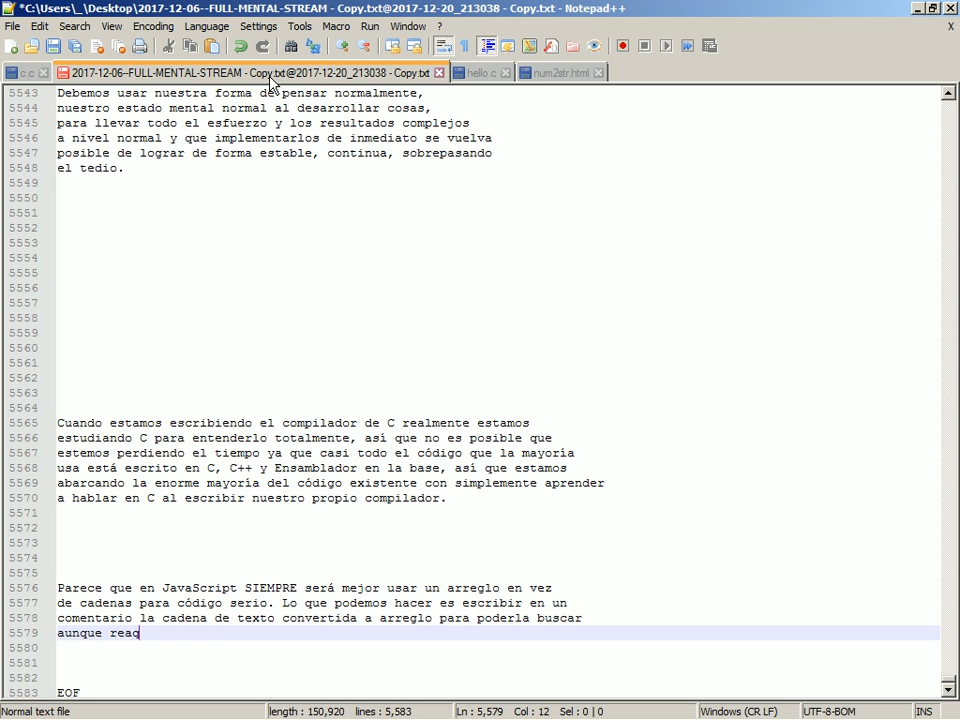 *C:\Users\_\Desktop\2017-12-06--FULL-MENTAL-STREAM - Copy.txt@2017-12-20_213038 - Copy.txt - Notepad++
File Edit Search View Encoding Language Settings Tools Macro Run Window ? X
c.c 2017-12-06--FULL-MENTAL-STREAM - Copy.txt@2017-12-20_213038 - Copy.txt hello.c num2str.html
5543 Debemos usar nuestra forma de pensar normalmente,
5544 nuestro estado mental normal al desarrollar cosas,
5545 para llevar todo el esfuerzo y los resultados complejos
5546 a nivel normal y que implementarlos de inmediato se vuelva
5547 posible de lograr de forma estable, continua, sobrepasando
5548 el tedio.
5549
5550
5551
5552
5553
5554
5555
5556
5557
5558
5559
5560
5561
5562
5563
5564
5565 Cuando estamos escribiendo el compilador de C realmente estamos
5566 estudiando C para entenderlo totalmente, así que no es posible que
5567 estemos perdiendo el tiempo ya que casi todo el código que la mayoría
5568 usa está escrito en C, C++ y Ensamblador en la base, así que estamos
5569 abarcando la enorme mayoría del código existente con simplemente aprender
5570 a hablar en C al escribir nuestro propio compilador.
5571
5572
5573
5574
5575
5576 Parece que en JavaScript SIEMPRE será mejor usar un arreglo en vez
5577 de cadenas para código serio. Lo que podemos hacer es escribir en un
5578 comentario la cadena de texto convertida a arreglo para poderla buscar
5579 aunque reaq
5580
5581
5582
5583 EOF
Normal text file length : 150,920 lines : 5,583 Ln : 5,579 Col : 12 Sel : 0 | 0 Windows (CR LF) UTF-8-BOM INS